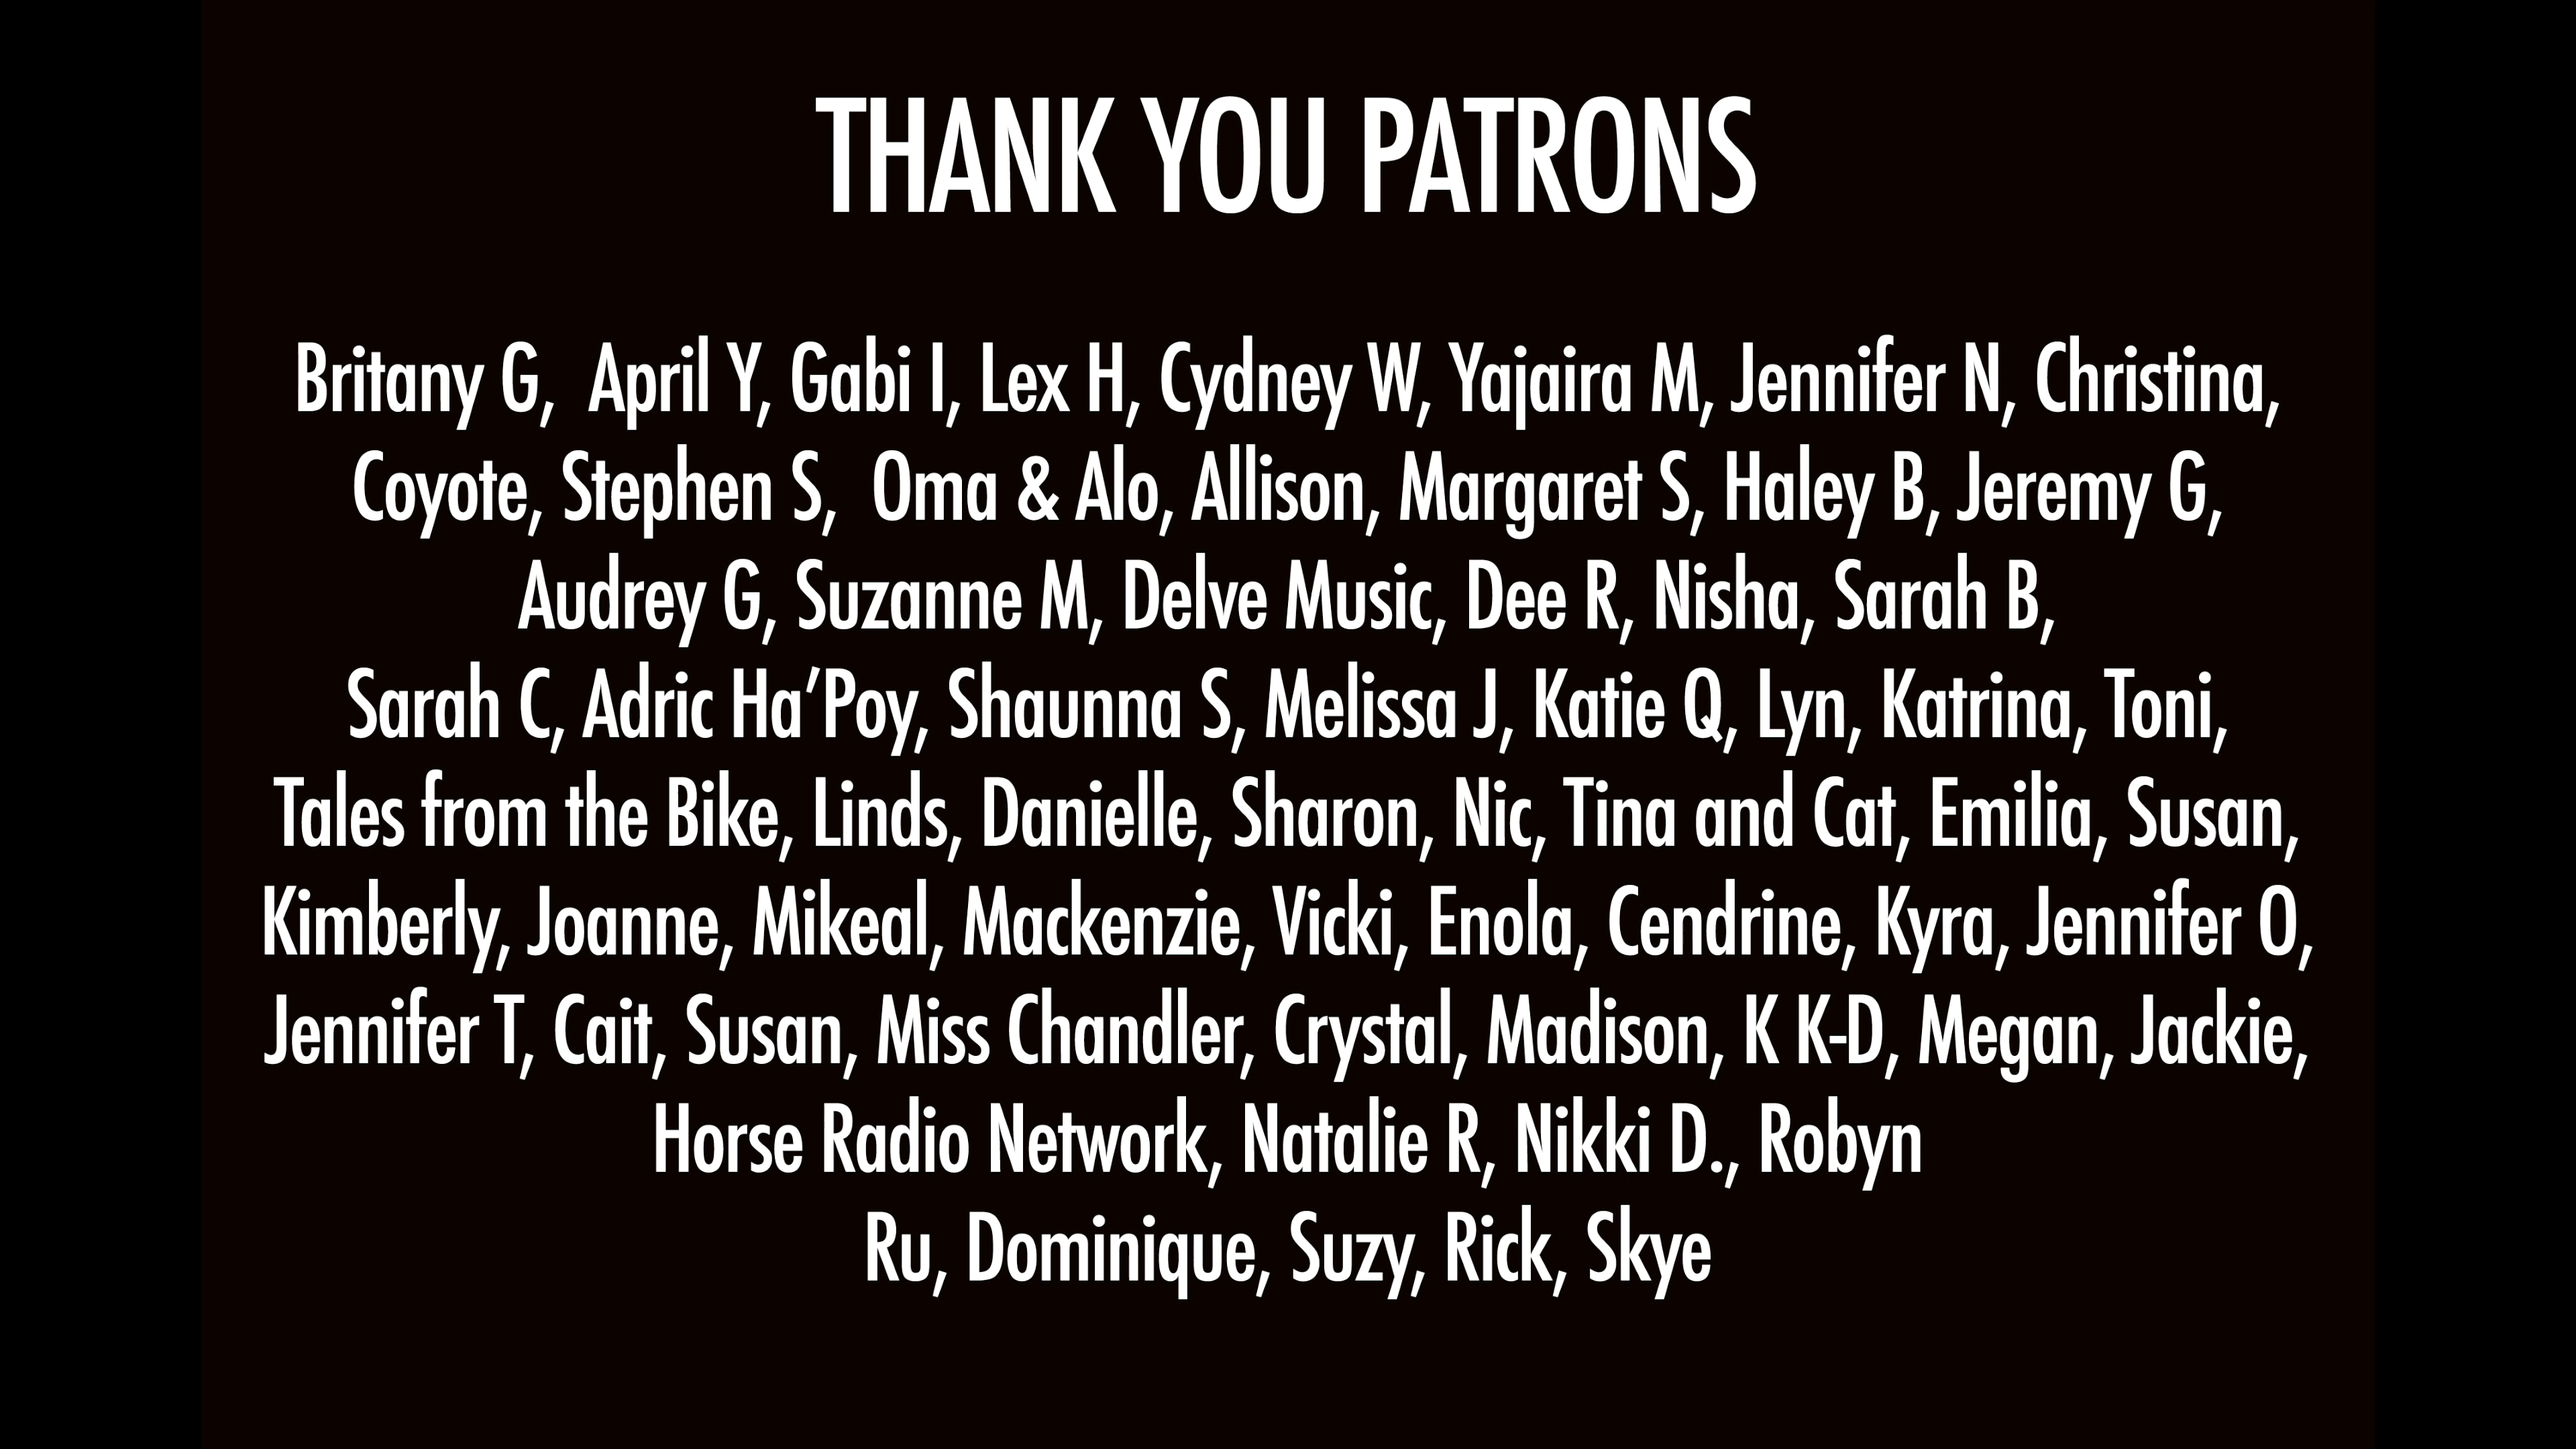 THANK YOU PATRONS
Britany G,  April Y, Gabi I, Lex H, Cydney W, Yajaira M, Jennifer N, Christina,
Coyote, Stephen S,  Oma & Alo, Allison, Margaret S, Haley B, Jeremy G,
Audrey G, Suzanne M, Delve Music, Dee R, Nisha, Sarah B,
Sarah C, Adric Ha’Poy, Shaunna S, Melissa J, Katie Q, Lyn, Katrina, Toni,
Tales from the Bike, Linds, Danielle, Sharon, Nic, Tina and Cat, Emilia, Susan,
Kimberly, Joanne, Mikeal, Mackenzie, Vicki, Enola, Cendrine, Kyra, Jennifer O,
Jennifer T, Cait, Susan, Miss Chandler, Crystal, Madison, K K-D, Megan, Jackie,
Horse Radio Network, Natalie R, Nikki D., Robyn
Ru, Dominique, Suzy, Rick, Skye